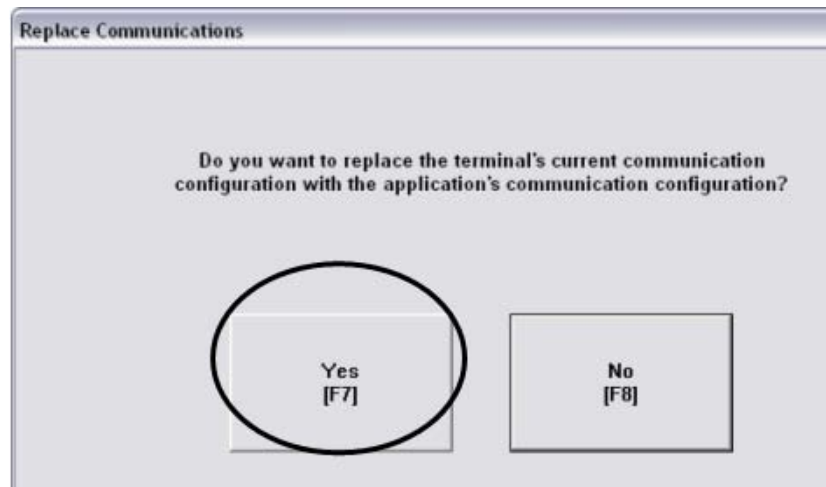 Replace Communications
Do you want to replace the terminal's current communication
configuration with the application's communication configuration?
Yes
[F7]
No
[F8]